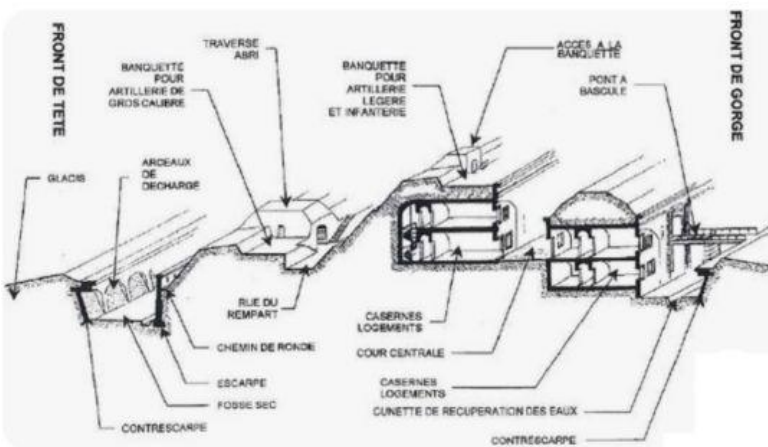 FRONT DE TETE
GLACIS
ARCEAUX
DE
DECHARGE
BANQUETTE
POUR
ARTILLERIE DE
GROS CALIBRE
TRAVERSE
ABRI
BANQUETTE
POUR
ARTILLERIE
LEGERE
ET INFANTERIE
ACCES A LA
BANQUETTE
PONT A
BASCULE
FRONT DE GORGE
RUE DU
REMPART
CHEMIN DE RONDE
ESCARPE
FOSSE SEC
CONTRESCARPE
CASERNES
LOGEMENTS
COUR CENTRALE
CASERNES
LOGEMENTS
CUNETTE DE RECUPERATION DES EAUX
CONTRESCARPE